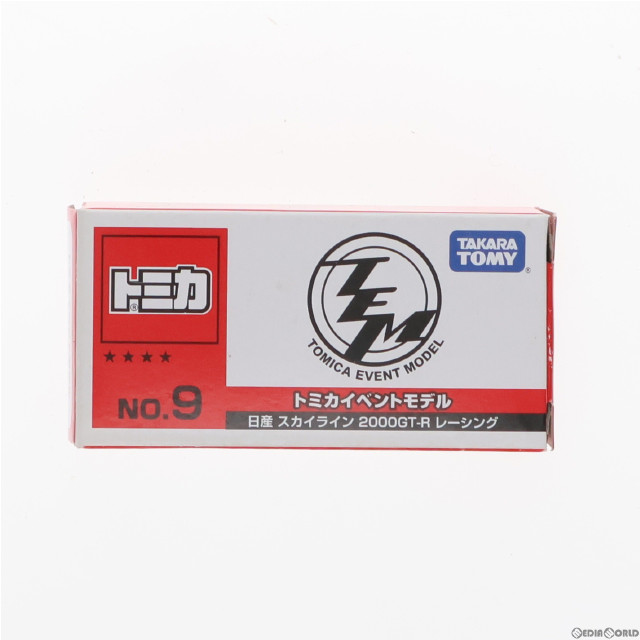 トミカ®
★★★★
NO.9
TEM
TOMICA EVENT MODEL
TAKARA
TOMY®
トミカイベントモデル
日産 スカイライン 2000GT-R レーシング
©MEDIAWORLD